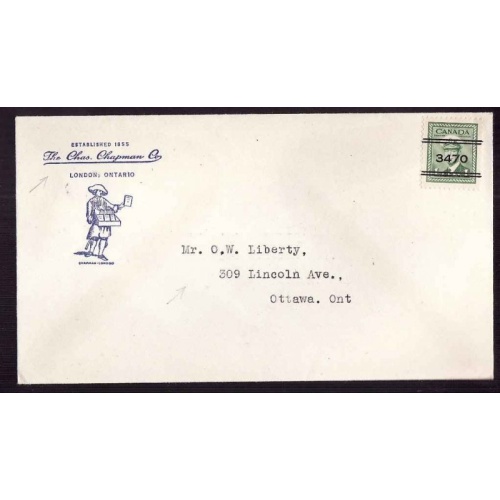 ESTABLISHED 1855
The Chas. Chapman Co
LONDON, ONTARIO
CANADA
3470
Mr. O.W. Liberty,
309 Lincoln Ave.,
Ottawa. Ont